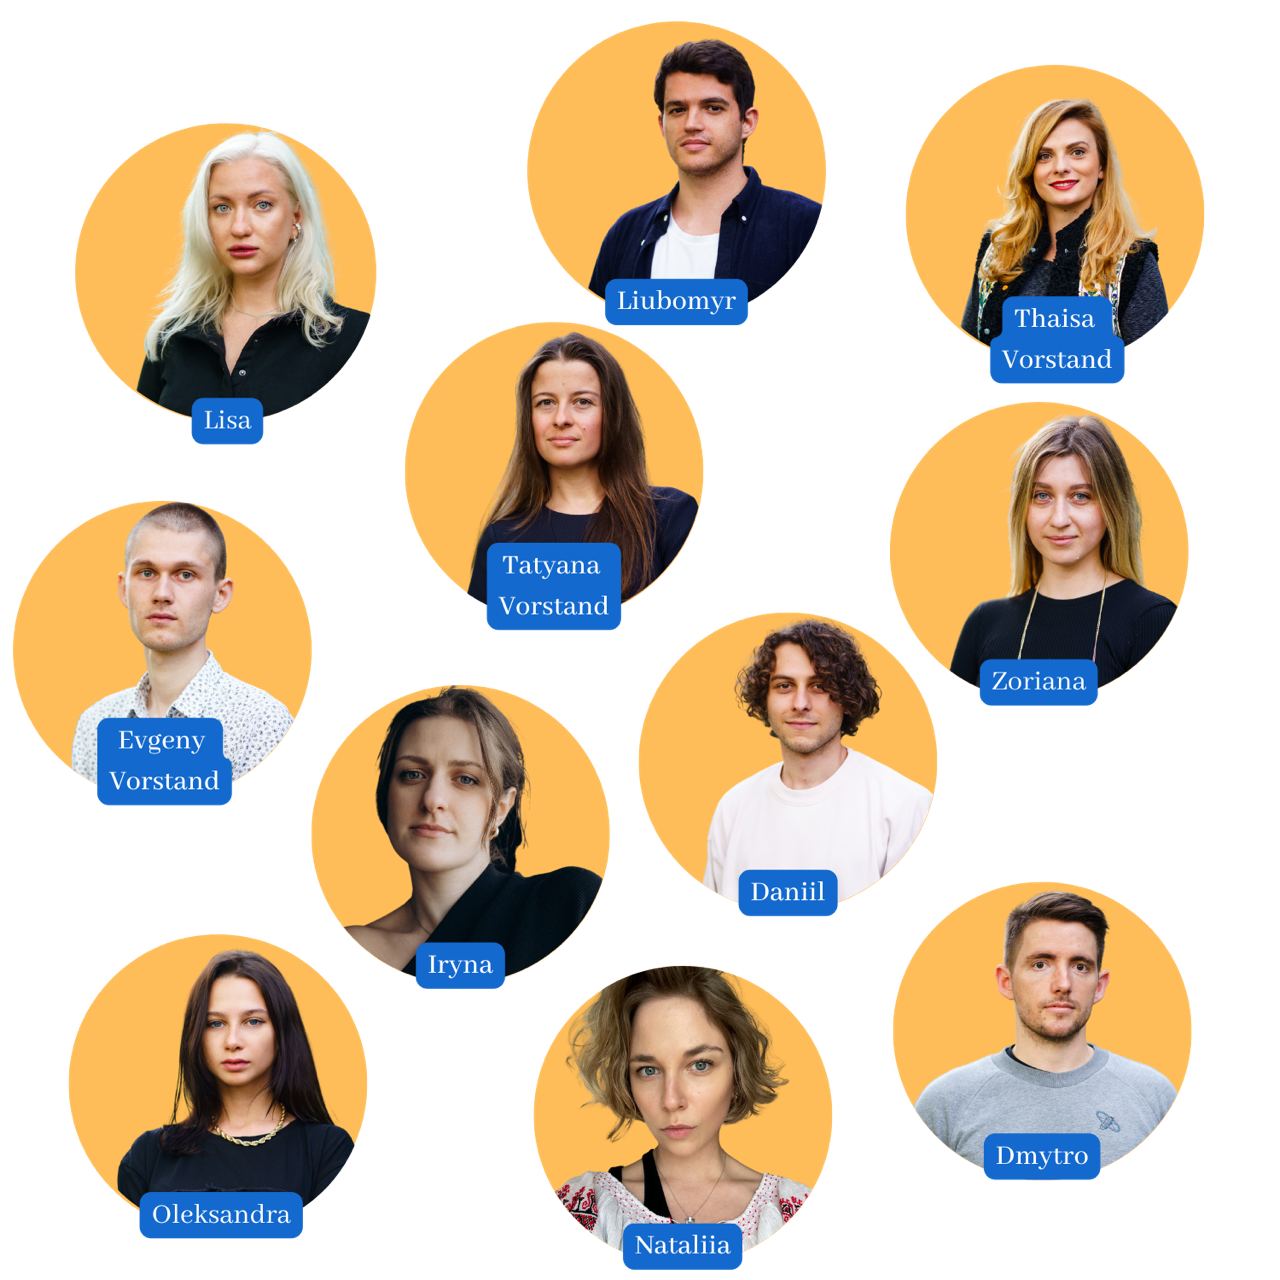 Liubomyr
Thaisa
Vorstand
Lisa
Tatyana
Vorstand
Zoriana
Evgeny
Vorstand
Daniil
Iryna
Dmytro
Oleksandra
Nataliia